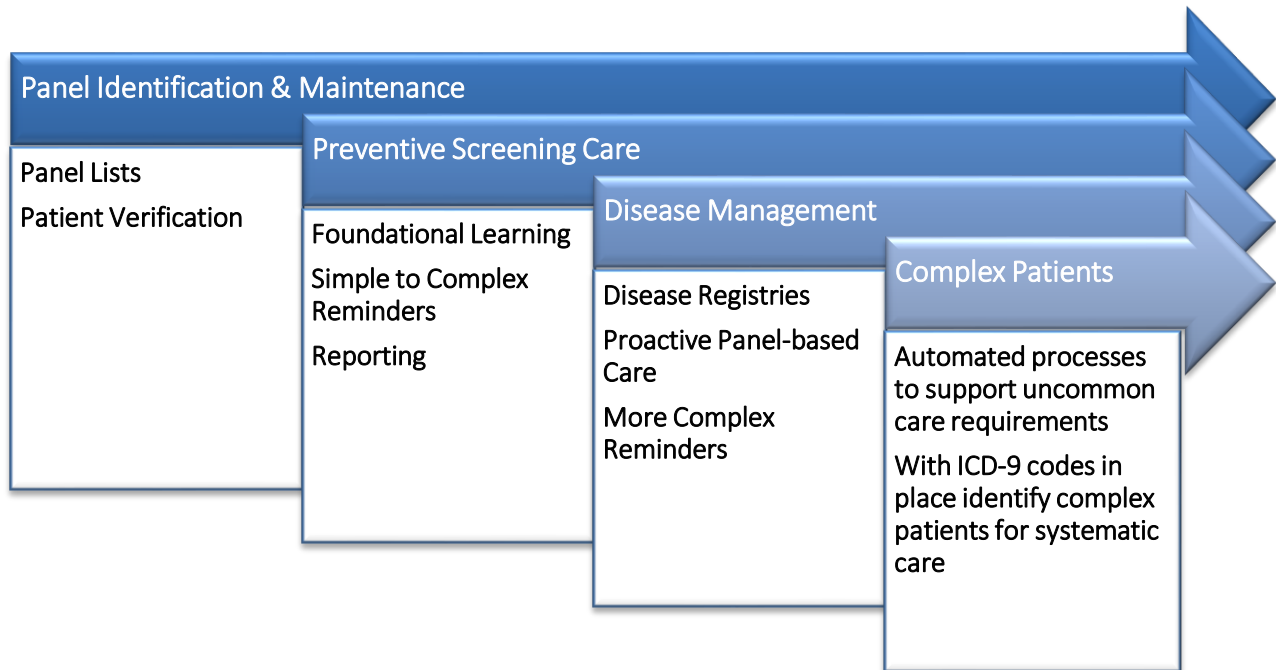 Panel Identification & Maintenance
Panel Lists
Patient Verification
Preventive Screening Care
Foundational Learning
Simple to Complex
Reminders
Reporting
Disease Management
Disease Registries
Proactive Panel-based
Care
More Complex
Reminders
Complex Patients
Automated processes
to support uncommon
care requirements
With ICD-9 codes in
place identify complex
patients for systematic
care